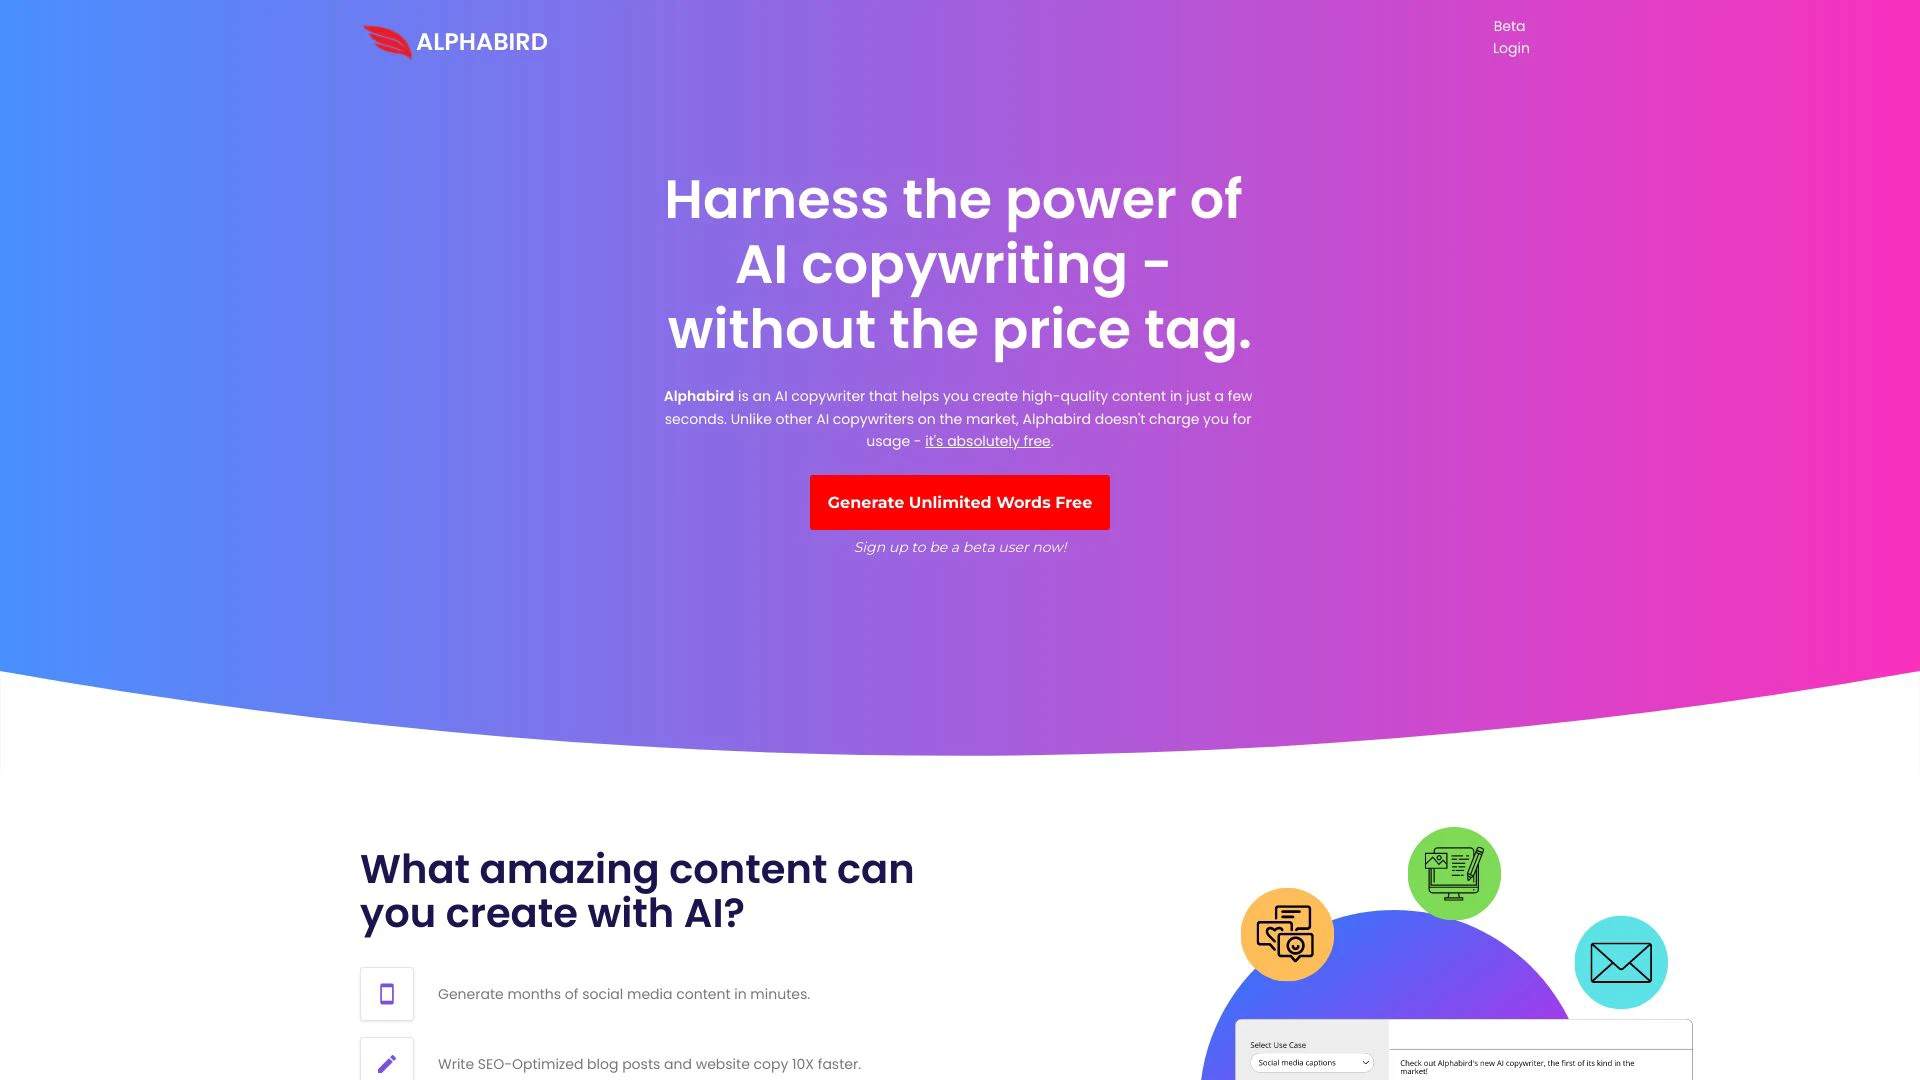 ALPHABIRD
Beta
Login
Harness the power of
AI copywriting -
without the price tag.
Alphabird is an AI copywriter that helps you create high-quality content in just a few
seconds. Unlike other AI copywriters on the market, Alphabird doesn't charge you for
usage - it's absolutely free.
Generate Unlimited Words Free
Sign up to be a beta user now!
What amazing content can
you create with AI?
Generate months of social media content in minutes.
Write SEO-Optimized blog posts and website copy 10X faster.
Select Use Case
Social media captions
Check out Alphabird's new AI copywriter, the first of its kind in the
market!